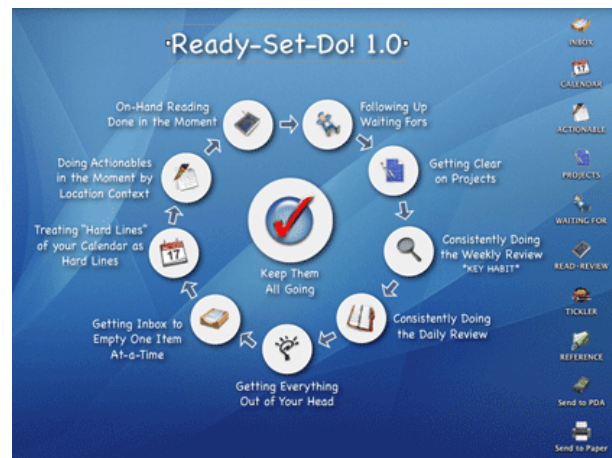 ·Ready-Set-Do! 1.0·
On-Hand Reading
Done in the Moment
Following Up
Waiting Fors
Getting Clear
on Projects
Consistently Doing
the Weekly Review
*KEY HABIT*
Consistently Doing
the Daily Review
Getting Everything
Out of Your Head
Getting Inbox to
Empty One Item
At-a-Time
Treating "Hard Lines"
of your Calendar as
Hard Lines
17
Doing Actionables
in the Moment by
Location Context
Keep Them
All Going
INBOX
17
CALENDAR
ACTIONABLE
PROJECTS
WAITING FOR
READ-REVIEW
TICKLER
REFERENCE
Send to PDA
Send to Paper